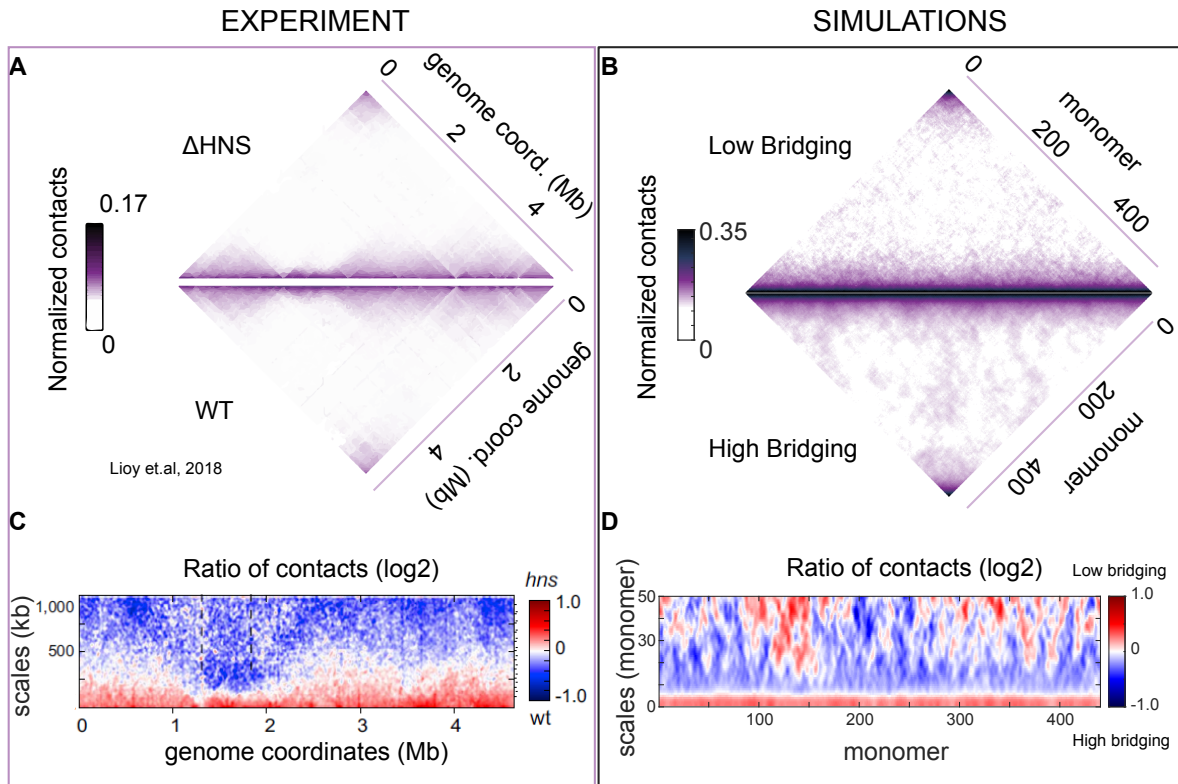 EXPERIMENT
SIMULATIONS
A
ΔHNS
Normalized contacts
0.17
0
0
2
4
genome coord. (Mb)
WT
0
2
4
genome coord. (Mb)
Lioy et.al, 2018
B
Low Bridging
Normalized contacts
0.35
0
0
200
400
monomer
High Bridging
0
200
400
monomer
C
Ratio of contacts (log2)
scales (kb)
1,000
500
0
1
2
3
4
genome coordinates (Mb)
hns
1.0
0
-1.0
wt
D
Ratio of contacts (log2)
scales (monomer)
50
30
0
100
200
300
400
monomer
Low bridging
1.0
0
-1.0
High bridging